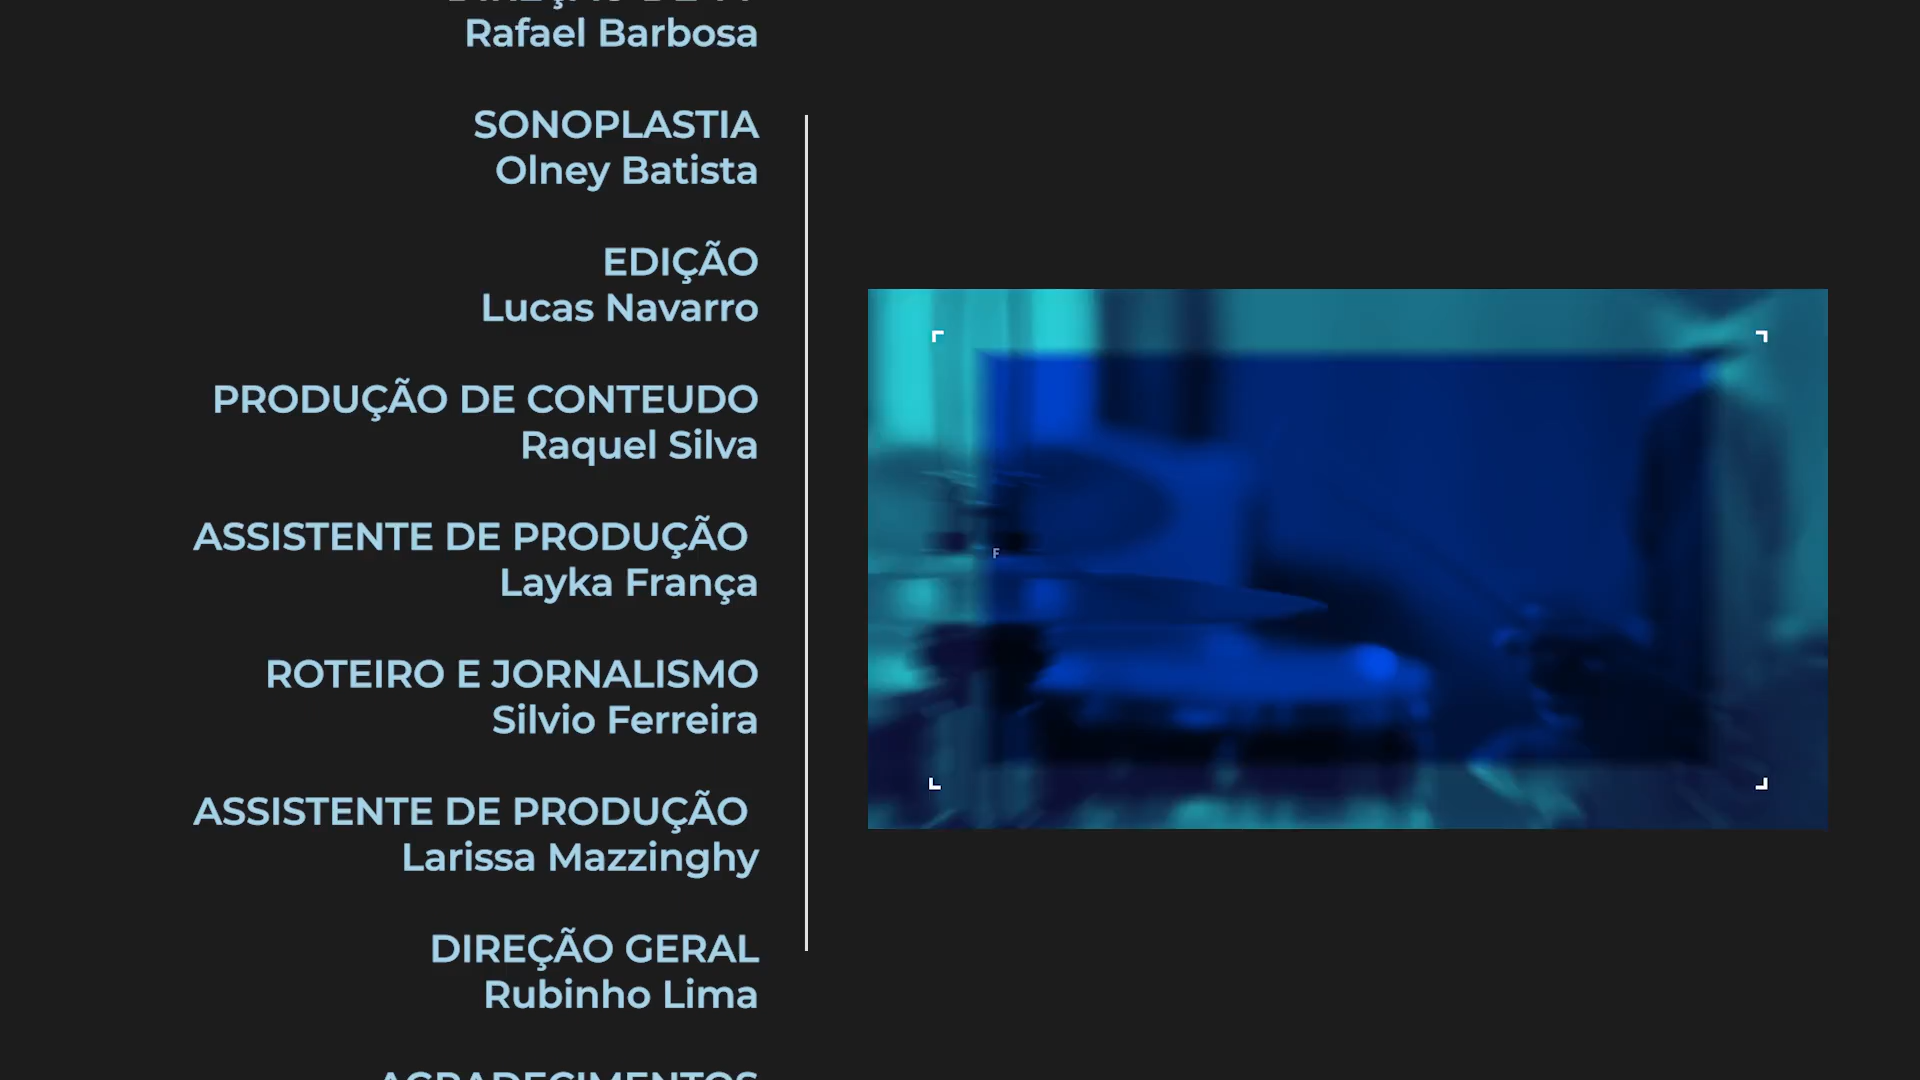 Rafael Barbosa
SONOPLASTIA
Olney Batista
EDIÇÃO
Lucas Navarro
PRODUÇÃO DE CONTEUDO
Raquel Silva
ASSISTENTE DE PRODUÇÃO
Layka França
ROTEIRO E JORNALISMO
Silvio Ferreira
ASSISTENTE DE PRODUÇÃO
Larissa Mazzinghy
DIREÇÃO GERAL
Rubinho Lima
AGRADECIMENTOS
F